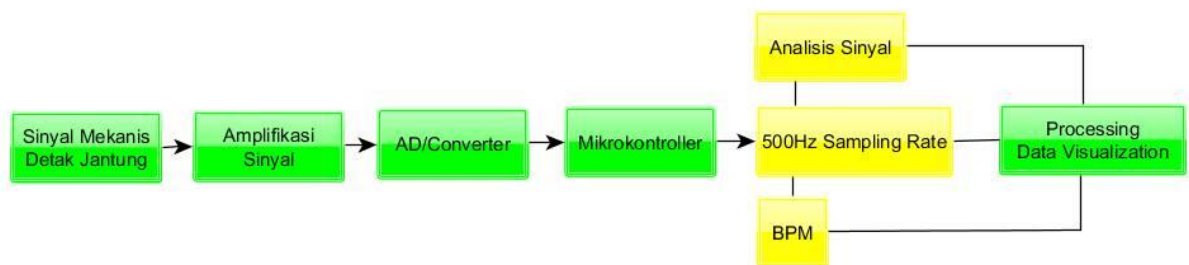 Sinyal Mekanis
Detak Jantung
Amplifikasi
Sinyal
AD/Converter
Mikrokontroller
Analisis Sinyal
500Hz Sampling Rate
BPM
Processing
Data Visualization